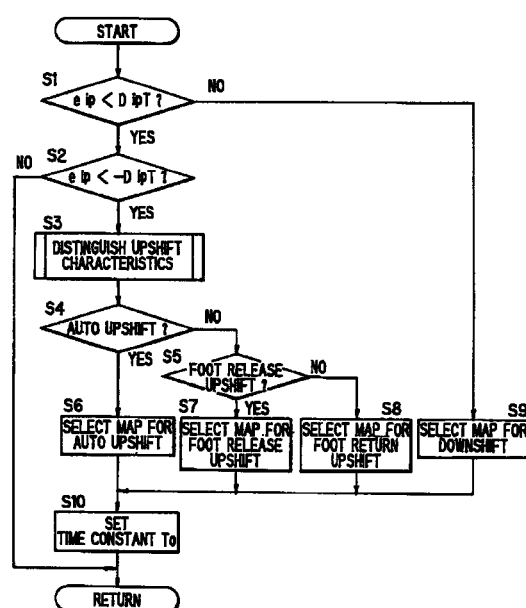 START
S1
e ip < D ipT ?
NO
YES
S2
NO
e ip < -D ipT ?
YES
S3
DISTINGUISH UPSHIFT
CHARACTERISTICS
S4
AUTO UPSHIFT ?
NO
YES
S5
FOOT RELEASE
UPSHIFT ?
NO
YES
S6
SELECT MAP FOR
AUTO UPSHIFT
S7
SELECT MAP FOR
FOOT RELEASE
UPSHIFT
S8
SELECT MAP FOR
FOOT RETURN
UPSHIFT
S9
SELECT MAP FOR
DOWNSHIFT
S10
SET
TIME CONSTANT To
RETURN